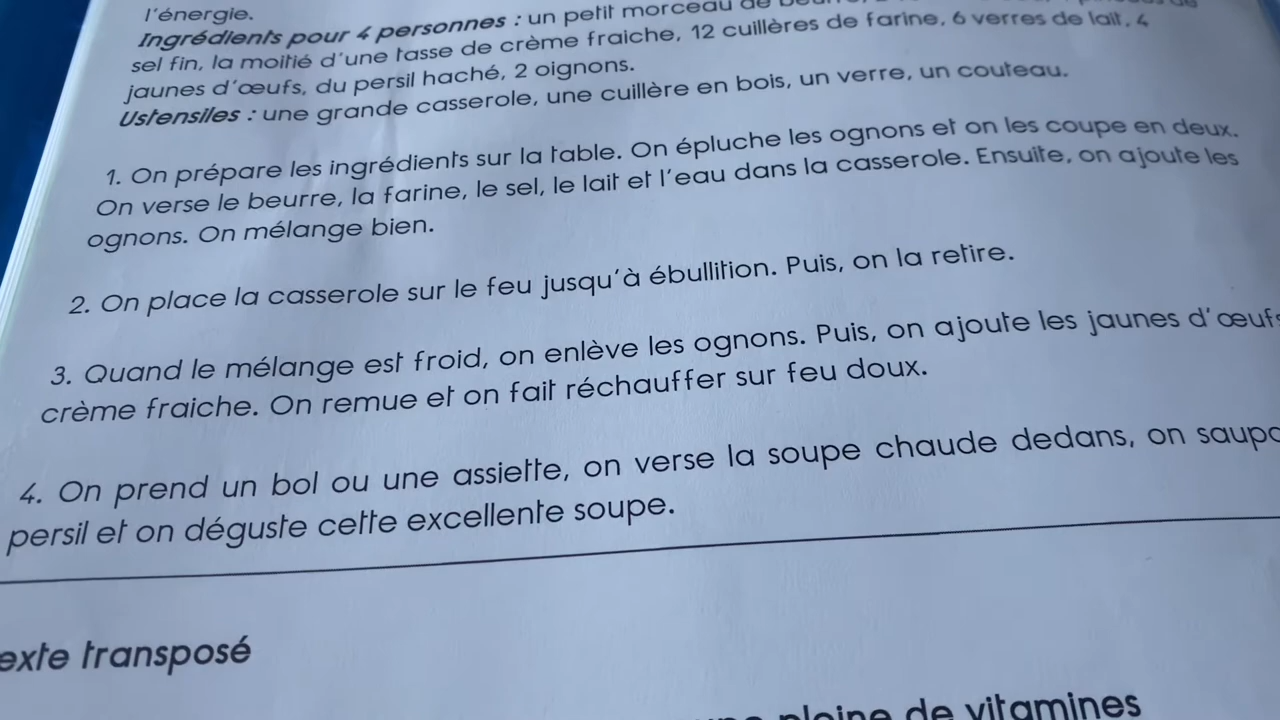 l'énergie.
Ingrédients pour 4 personnes : un petit morceau de
sel fin, la moitié d'une tasse de crème fraiche, 12 cuillères de farine, 6 verres de lait, 4
jaunes d'œufs, du persil haché, 2 oignons.
Ustensiles : une grande casserole, une cuillère en bois, un verre, un couteau.
1. On prépare les ingrédients sur la table. On épluche les ognons et on les coupe en deux.
On verse le beurre, la farine, le sel, le lait et l'eau dans la casserole. Ensuite, on ajoute les
ognons. On mélange bien.
2. On place la casserole sur le feu jusqu'à ébullition. Puis, on la retire.
3. Quand le mélange est froid, on enlève les ognons. Puis, on ajoute les jaunes d'œufs
crème fraiche. On remue et on fait réchauffer sur feu doux.
4. On prend un bol ou une assiette, on verse la soupe chaude dedans, on saupo
persil et on déguste cette excellente soupe.
exte transposé
pleine de vitamines